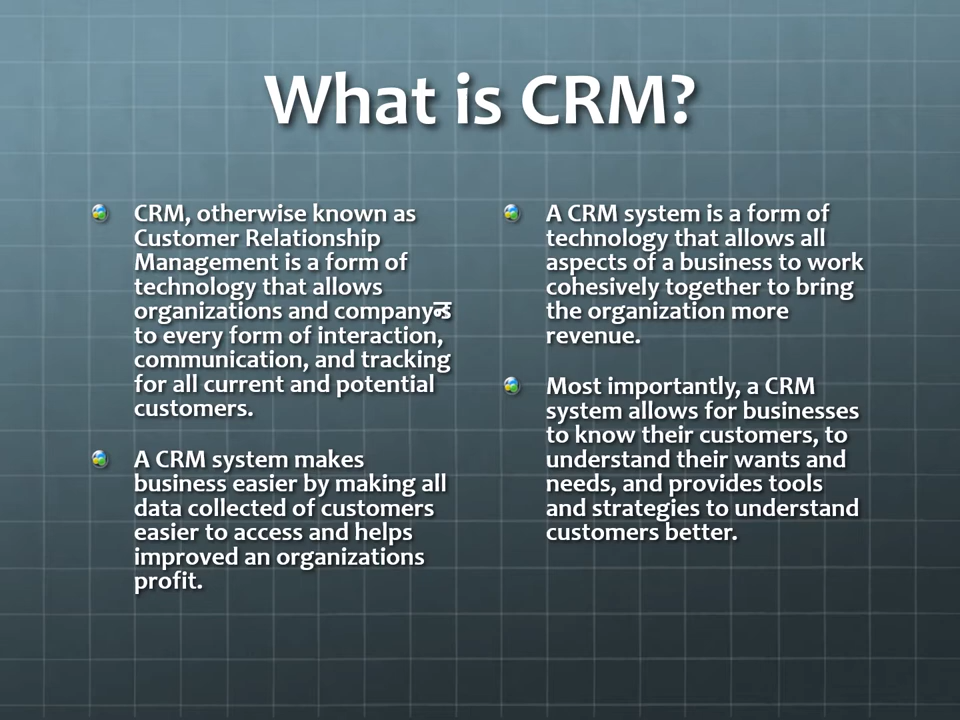 What is CRM?
CRM, otherwise known as
Customer Relationship
Management is a form of
technology that allows
organizations and company
to every form of interaction,
communication, and tracking
for all current and potential
customers.
A CRM system makes
business easier by making all
data collected of customers
easier to access and helps
improved an organizations
profit.
A CRM system is a form of
technology that allows all
aspects of a business to work
cohesively together to bring
the organization more
revenue.
Most importantly, a CRM
system allows for businesses
to know their customers, to
understand their wants and
needs, and provides tools
and strategies to understand
customers better.